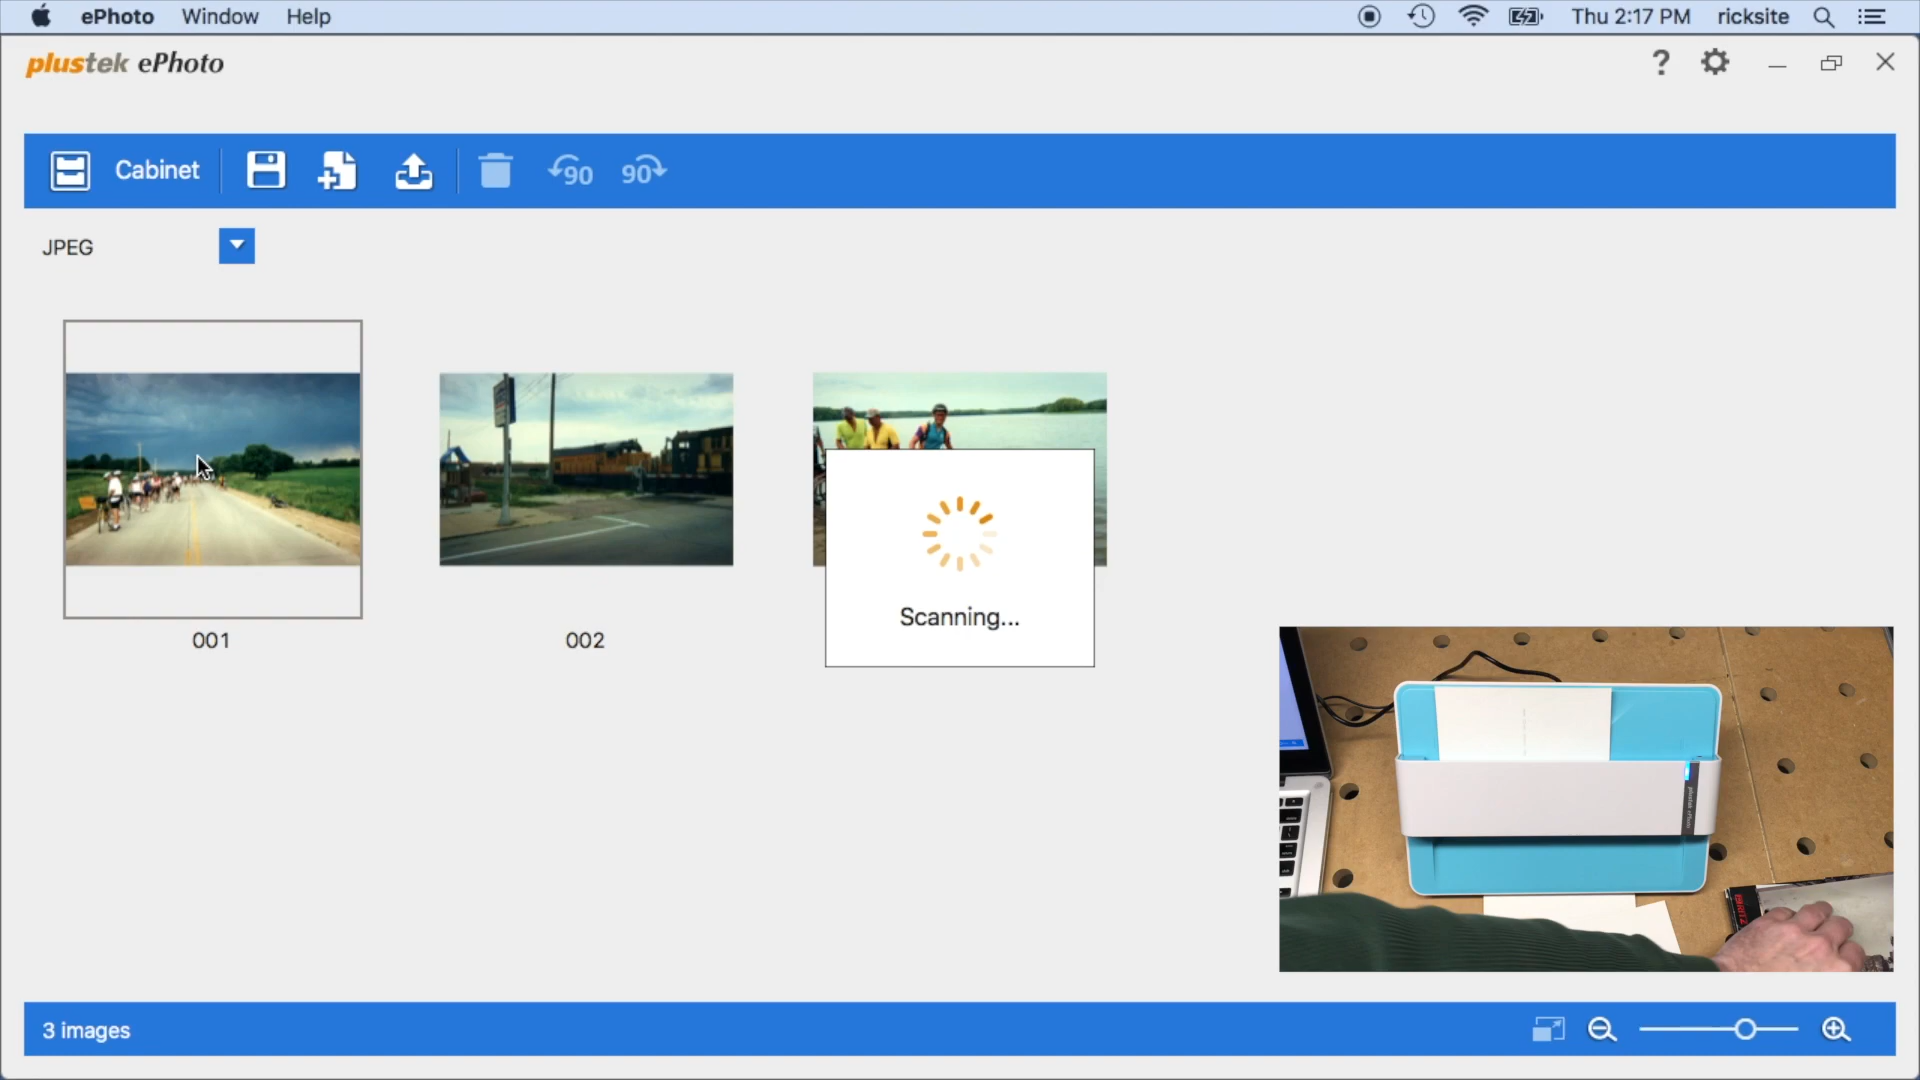 ePhoto Window Help Thu 2:17 PM ricksite
plustek ePhoto ?
Cabinet 90 90
JPEG
Scanning...
001 002
3 images